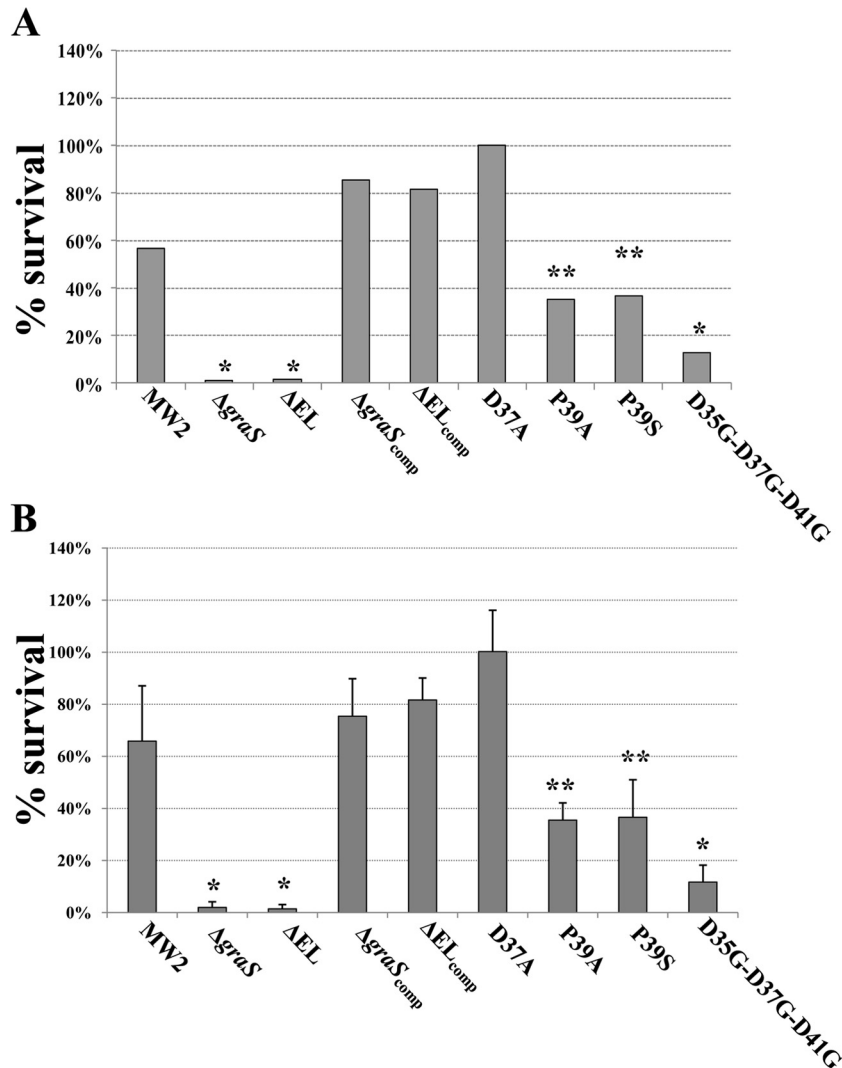 A
140%
120%
100%
80%
60%
40%
20%
0%
% survival
* * ** ** *
MW2 ΔgraS ΔEL ΔgraScomp ΔELcomp D37A P39A P39S D35G-D37G-D41G
B
140%
120%
100%
80%
60%
40%
20%
0%
% survival
* * ** ** *
MW2 ΔgraS ΔEL ΔgraScomp ΔELcomp D37A P39A P39S D35G-D37G-D41G